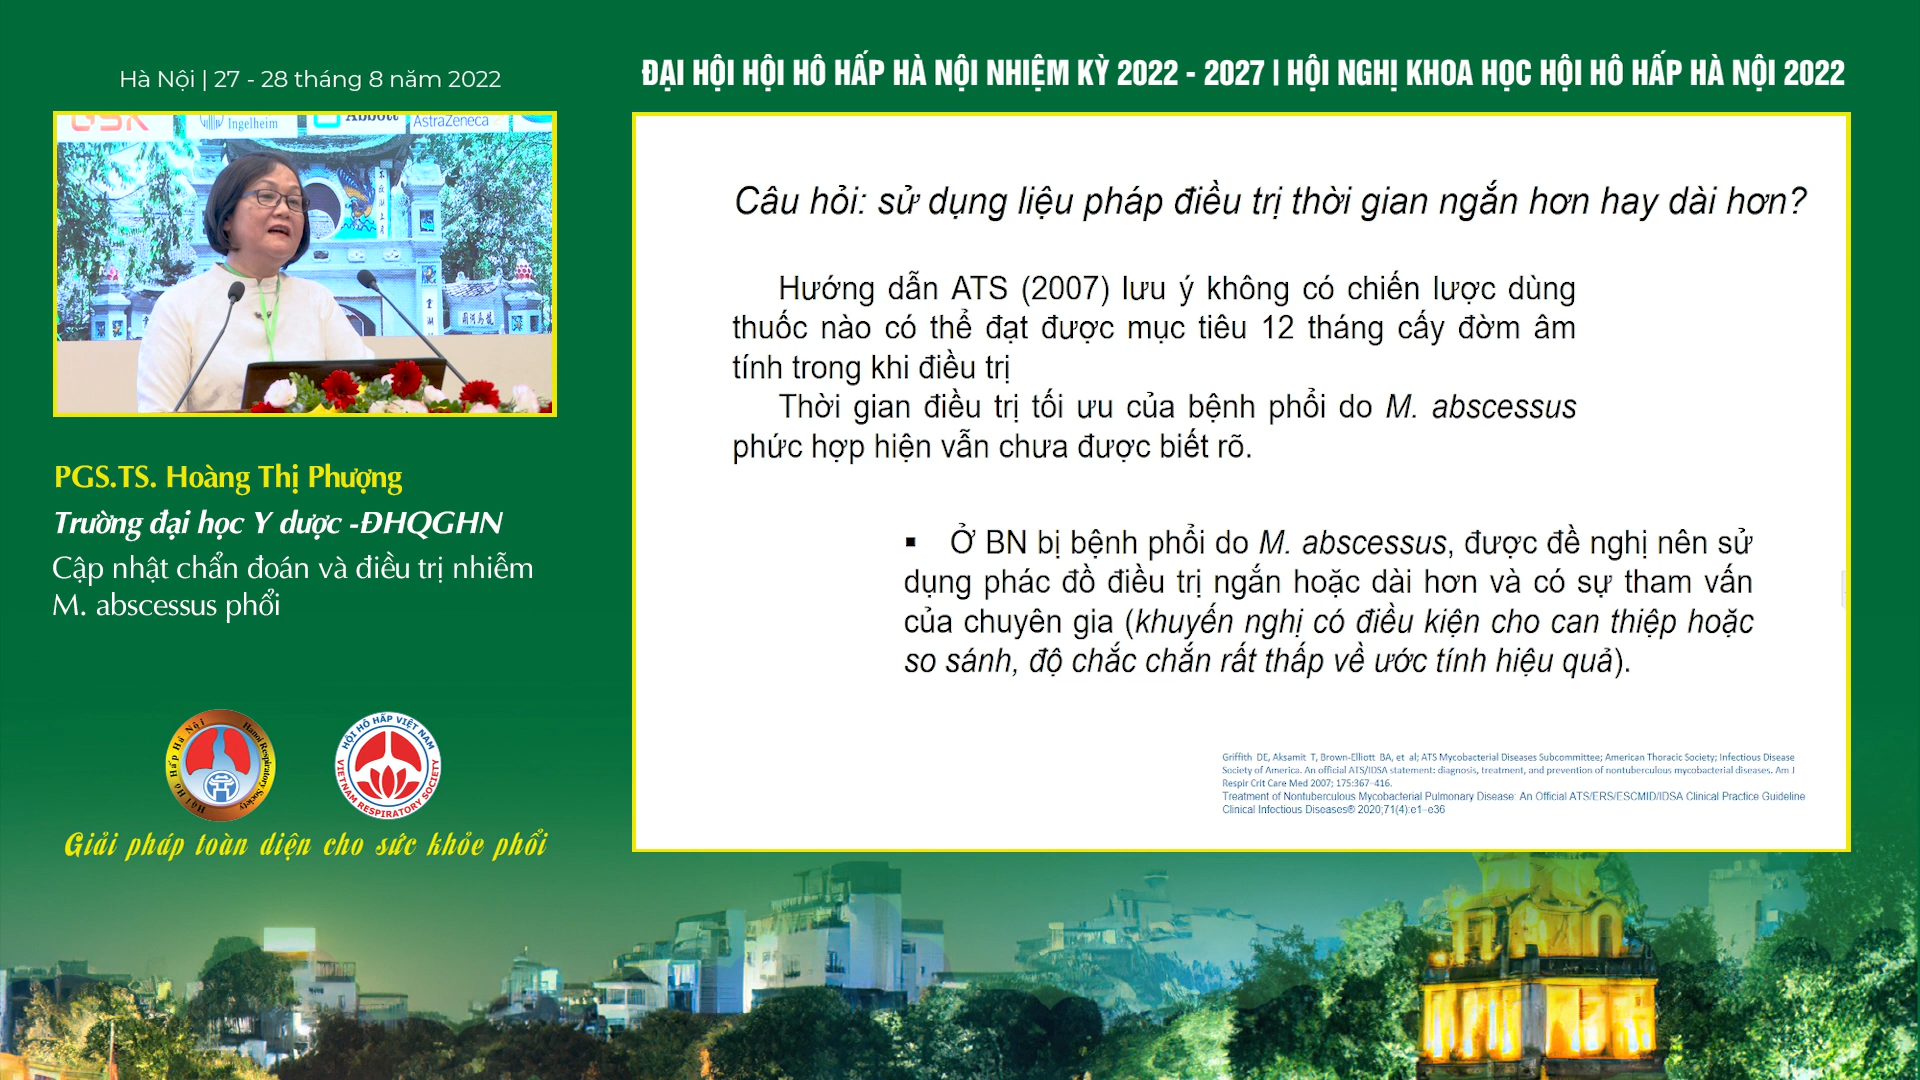 Hà Nội | 27 - 28 tháng 8 năm 2022
ĐẠI HỘI HỘI HÔ HẤP HÀ NỘI NHIỆM KỲ 2022 - 2027 | HỘI NGHỊ KHOA HỌC HỘI HÔ HẤP HÀ NỘI 2022
GSK
Ingelheim
Abbott
AstraZeneca
PGS.TS. Hoàng Thị Phượng
Trường đại học Y dược -ĐHQGHN
Cập nhật chẩn đoán và điều trị nhiễm
M. abscessus phổi
Hội Hô Hấp Hà Nội
Hanoi Respiratory Society
HỘI HÔ HẤP VIỆT NAM
VIETNAM RESPIRATORY SOCIETY
Giải pháp toàn diện cho sức khỏe phổi
Câu hỏi: sử dụng liệu pháp điều trị thời gian ngắn hơn hay dài hơn?
Hướng dẫn ATS (2007) lưu ý không có chiến lược dùng
thuốc nào có thể đạt được mục tiêu 12 tháng cấy đờm âm
tính trong khi điều trị
Thời gian điều trị tối ưu của bệnh phổi do M. abscessus
phức hợp hiện vẫn chưa được biết rõ.
▪ Ở BN bị bệnh phổi do M. abscessus, được đề nghị nên sử
dụng phác đồ điều trị ngắn hoặc dài hơn và có sự tham vấn
của chuyên gia (khuyến nghị có điều kiện cho can thiệp hoặc
so sánh, độ chắc chắn rất thấp về ước tính hiệu quả).
Griffith DE, Aksamit T, Brown-Elliott BA, et al; ATS Mycobacterial Diseases Subcommittee; American Thoracic Society; Infectious Disease
Society of America. An official ATS/IDSA statement: diagnosis, treatment, and prevention of nontuberculous mycobacterial diseases. Am J
Respir Crit Care Med 2007; 175:367–416.
Treatment of Nontuberculous Mycobacterial Pulmonary Disease: An Official ATS/ERS/ESCMID/IDSA Clinical Practice Guideline
Clinical Infectious Diseases® 2020;71(4):e1–e36